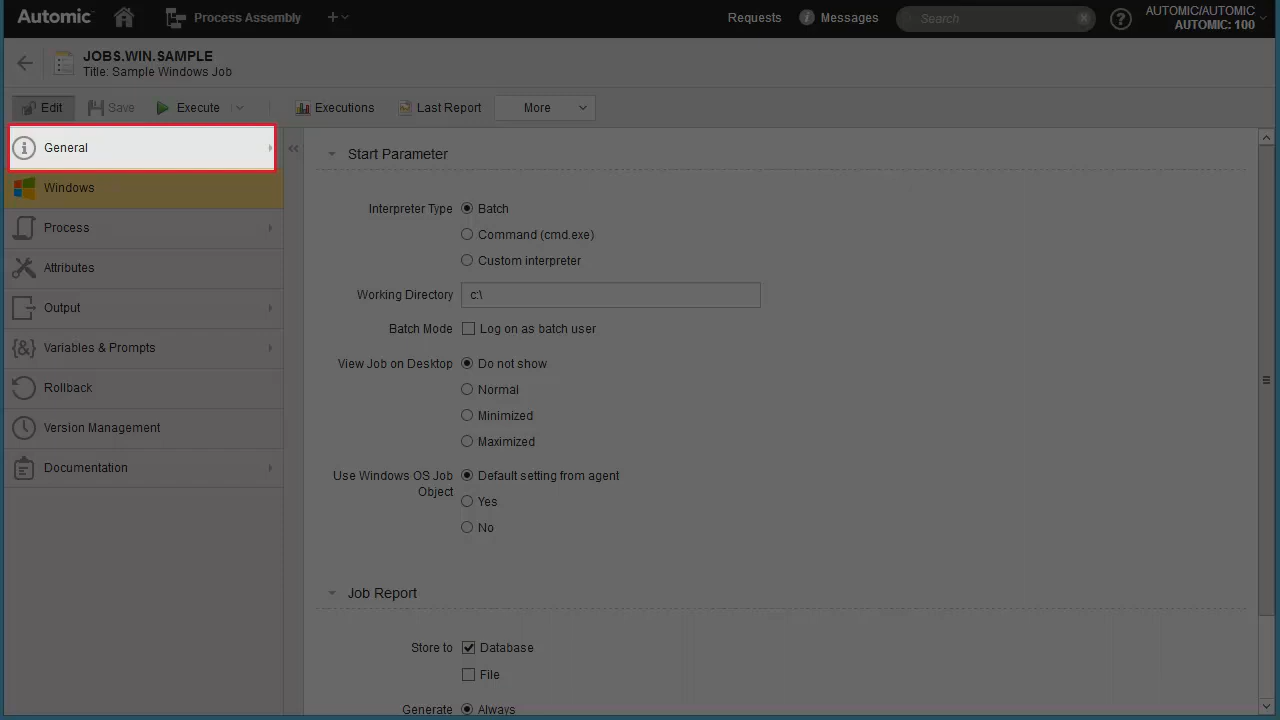 Automic
Process Assembly
Requests
Messages
Search
AUTOMIC/AUTOMIC
AUTOMIC: 100
JOBS.WIN.SAMPLE
Title: Sample Windows Job
Edit
Save
Execute
Executions
Last Report
More
General
Windows
Process
Attributes
Output
Variables & Prompts
Rollback
Version Management
Documentation
Start Parameter
Interpreter Type
Batch
Command (cmd.exe)
Custom interpreter
Working Directory
c:\
Batch Mode
Log on as batch user
View Job on Desktop
Do not show
Normal
Minimized
Maximized
Use Windows OS Job
Object
Default setting from agent
Yes
No
Job Report
Store to
Database
File
Generate
Always